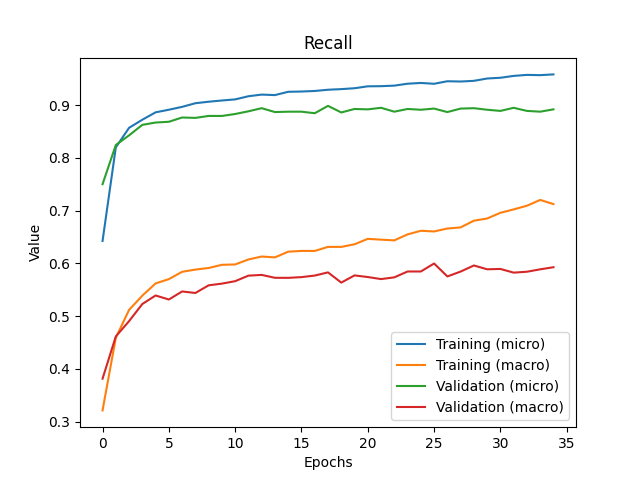 Recall
Value
0.9
0.8
0.7
0.6
0.5
0.4
0.3
Training (micro)
Training (macro)
Validation (micro)
Validation (macro)
0 5 10 15 20 25 30 35
Epochs